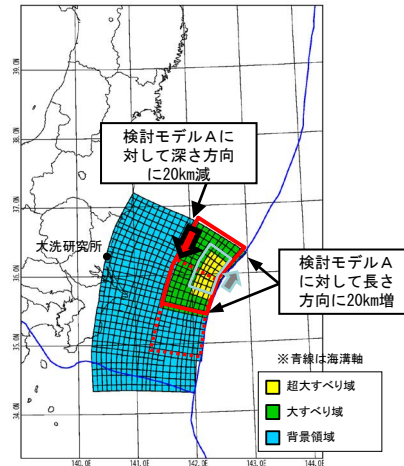 39.0N
38.0N
検討モデルAに
対して深さ方向
に20km減
37.0N
大洗研究所
36.0N
検討モデルA
に対して長さ
方向に20km増
35.0N
※青線は海溝軸
超大すべり域
大すべり域
背景領域
34.0N
140.0E
141.0E
142.0E
143.0E
144.0E